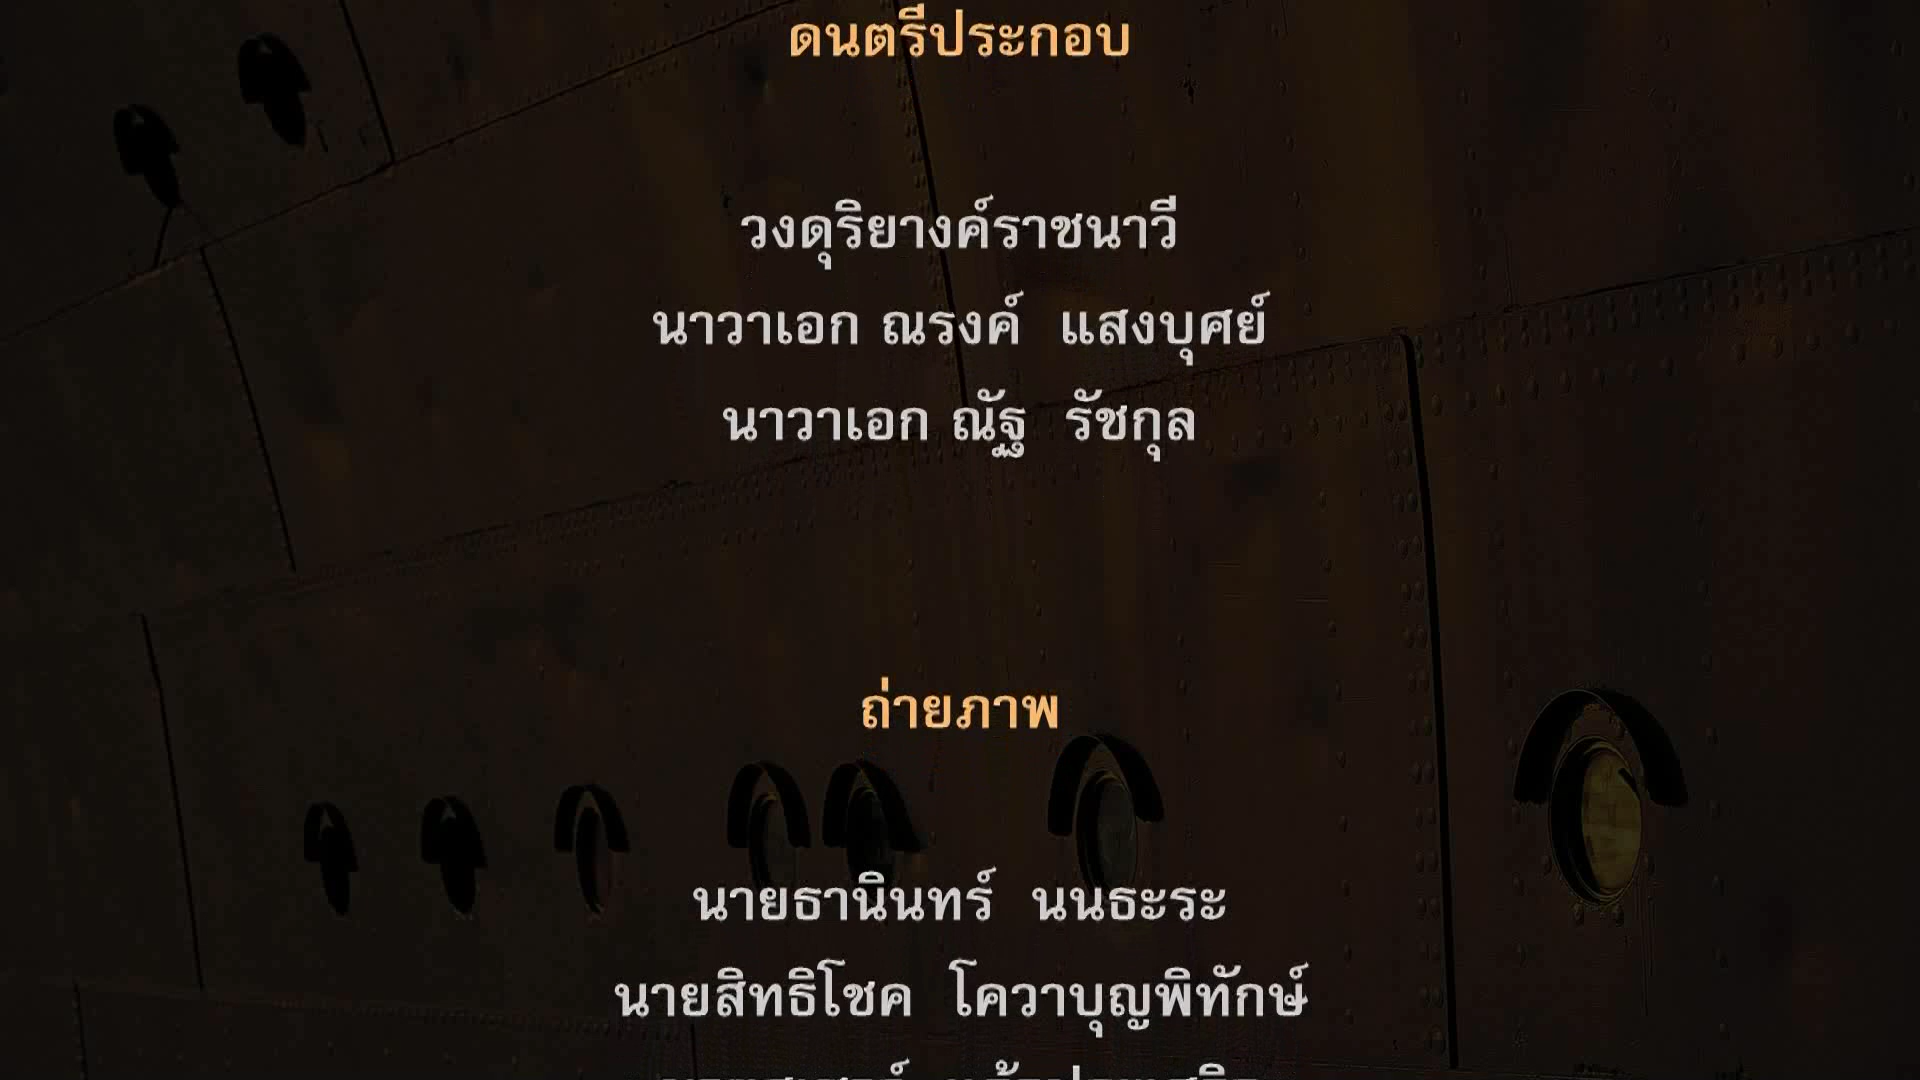 ดนตรีประกอบ
วงดุริยางค์ราชนาวี
นาวาเอก ณรงค์ แสงบุศย์
นาวาเอก ณัฐ รัชกุล
ถ่ายภาพ
นายธานินทร์ นนธะระ
นายสิทธิโชค โควาบุญพิทักษ์